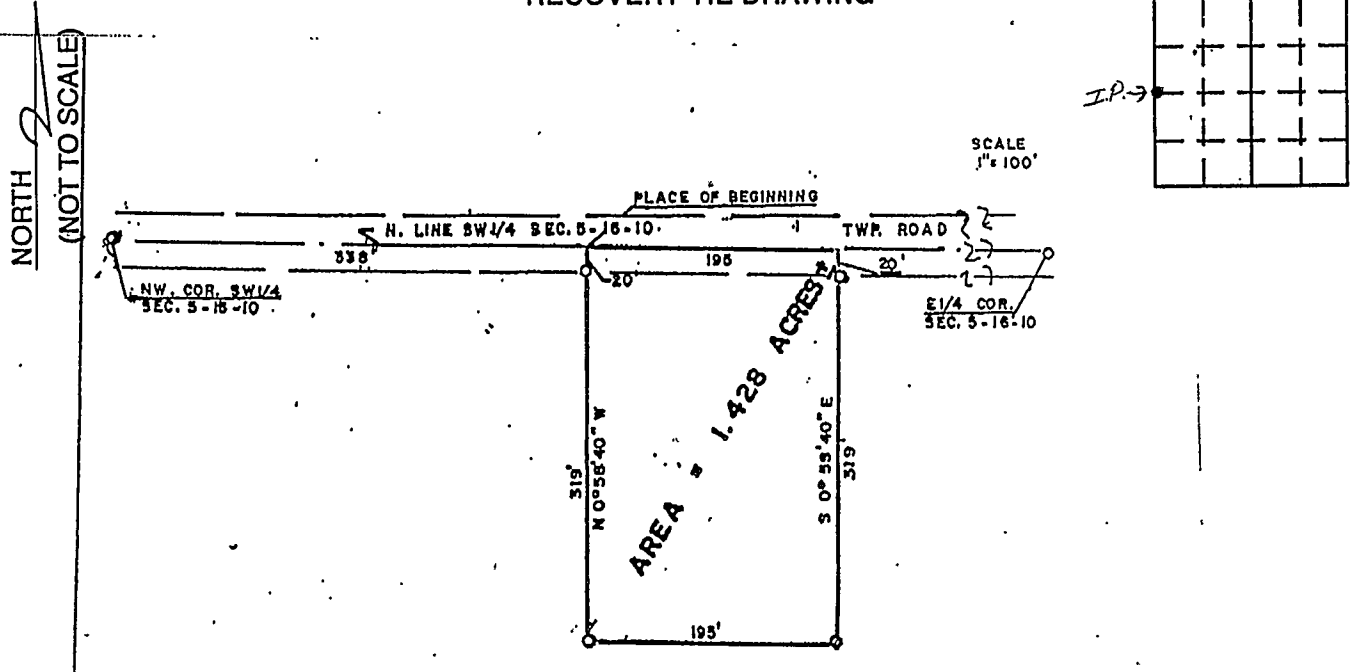 RECOVERY TIE DRAWING
NORTH
(NOT TO SCALE)
I.P.→
SCALE
1"= 100'
PLACE OF BEGINNING
N. LINE SW1/4 SEC. 5-16-10.
TWP. ROAD
338'
195
20
20'
NW. COR. SW1/4
SEC. 5-16-10
E1/4 COR.
SEC. 5-16-10
AREA = 1.428 ACRES
319'
N 0°58'40" W
S 0°58'40" E
319'
195'